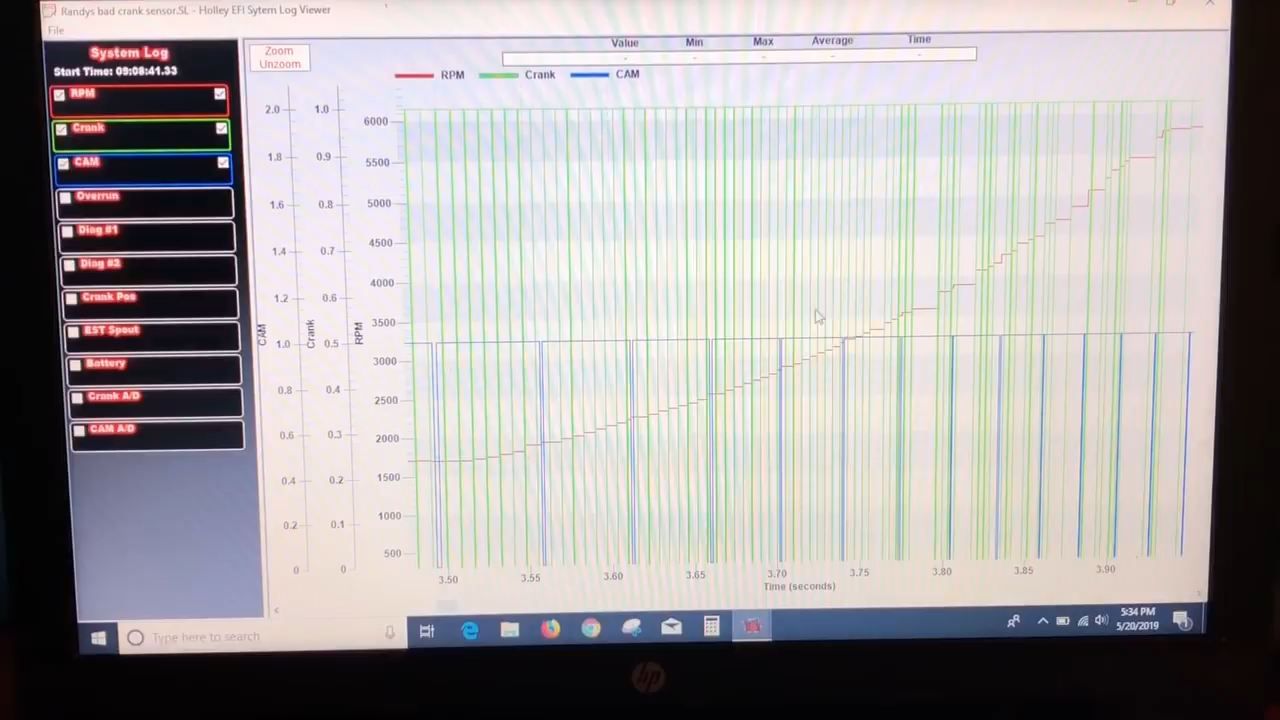 Randys bad crank sensor.SL - Holley EFI Sytem Log Viewer
File
System Log
Start Time: 09:08:41.33
RPM
Crank
CAM
Overrun
Diag #1
Diag #2
Crank Pos
EST Spout
Battery
Crank A/D
CAM A/D
Zoom
Unzoom
Value Min Max Average Time
- - - - -
RPM Crank CAM
2.0 1.0 6000
1.8 0.9 5500
1.6 0.8 5000
1.4 0.7 4500
1.2 0.6 4000
CAM Crank RPM
1.0 0.5 3500
3000
0.8 0.4 2500
0.6 0.3 2000
0.4 0.2 1500
0.2 0.1 1000
0 0 500
3.50 3.55 3.60 3.65 3.70 3.75 3.80 3.85 3.90
Time (seconds)
Type here to search
5:34 PM
5/20/2019
hp